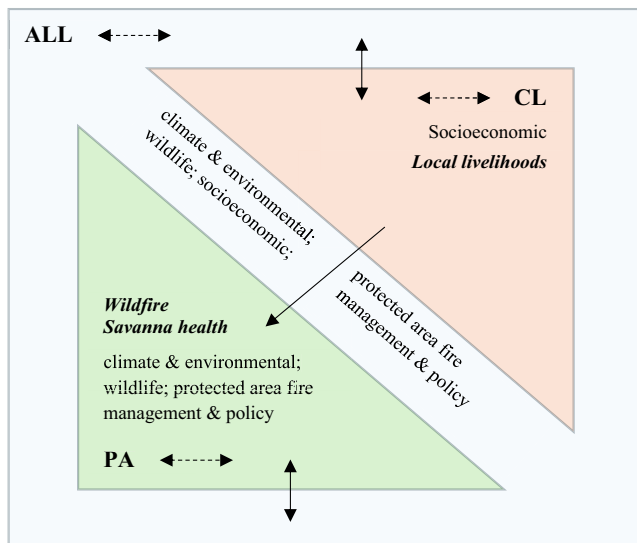 ALL
CL
Socioeconomic
Local livelihoods
climate & environmental;
wildlife; socioeconomic;
protected area fire
management & policy
Wildfire
Savanna health
climate & environmental;
wildlife; protected area fire
management & policy
PA